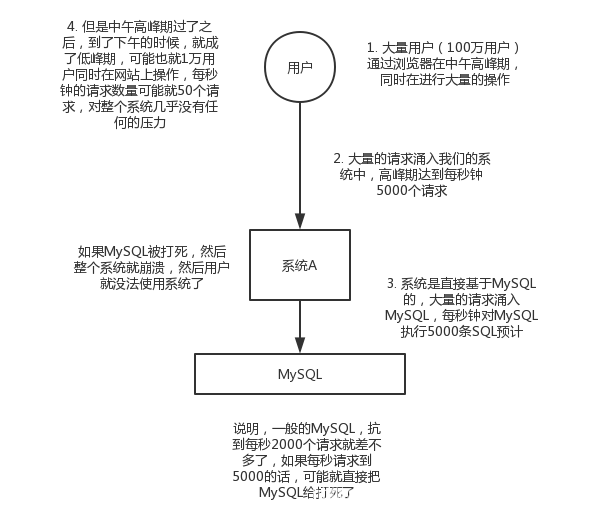 4. 但是中午高峰期过了之
后，到了下午的时候，就成
了低峰期，可能也就1万用
户同时在网站上操作，每秒
钟的请求数量可能就50个请
求，对整个系统几乎没有任
何的压力
用户
1. 大量用户（100万用户）
通过浏览器在中午高峰期，
同时在进行大量的操作
2. 大量的请求涌入我们的系
统中，高峰期达到每秒钟
5000个请求
如果MySQL被打死，然后
整个系统就崩溃，然后用户
就没法使用系统了
系统A
3. 系统是直接基于MySQL
的，大量的请求涌入
MySQL，每秒钟对MySQL
执行5000条SQL预计
MySQL
说明，一般的MySQL，抗
到每秒2000个请求就差不
多了，如果每秒请求到
5000的话，可能就直接把
MySQL给打死了